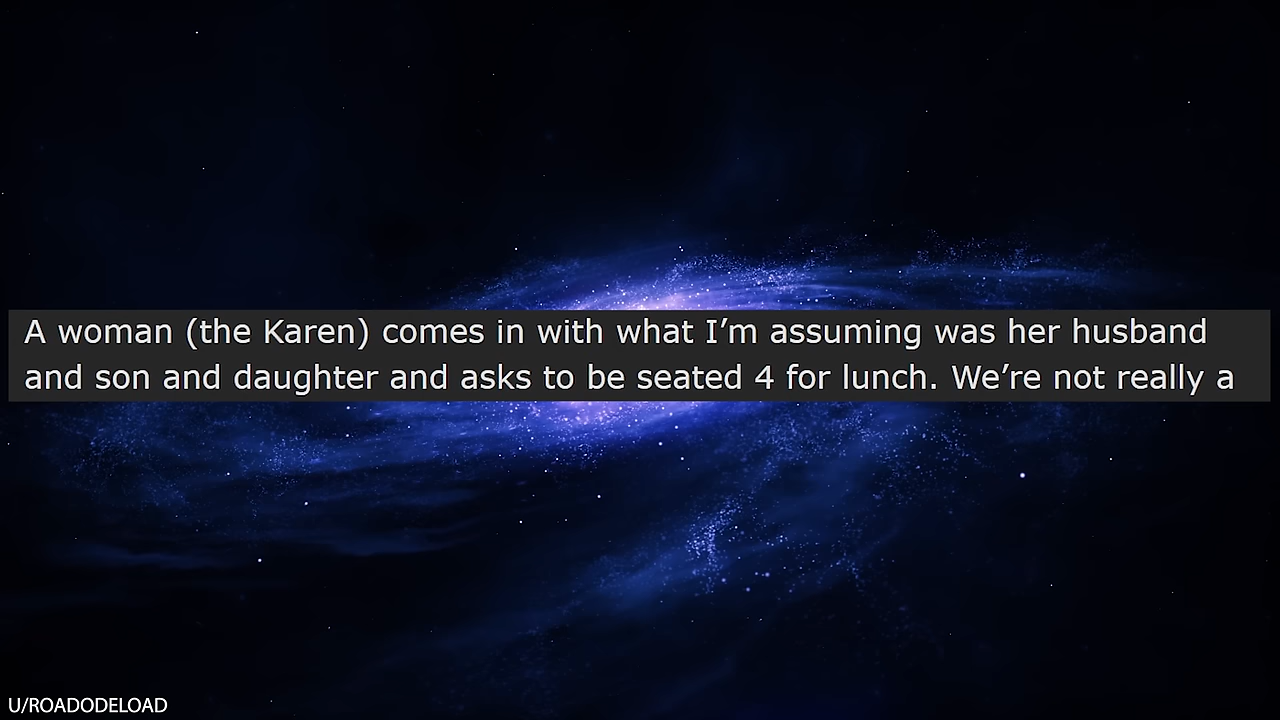 A woman (the Karen) comes in with what I’m assuming was her husband
and son and daughter and asks to be seated 4 for lunch. We’re not really a
U/ROADODELOAD